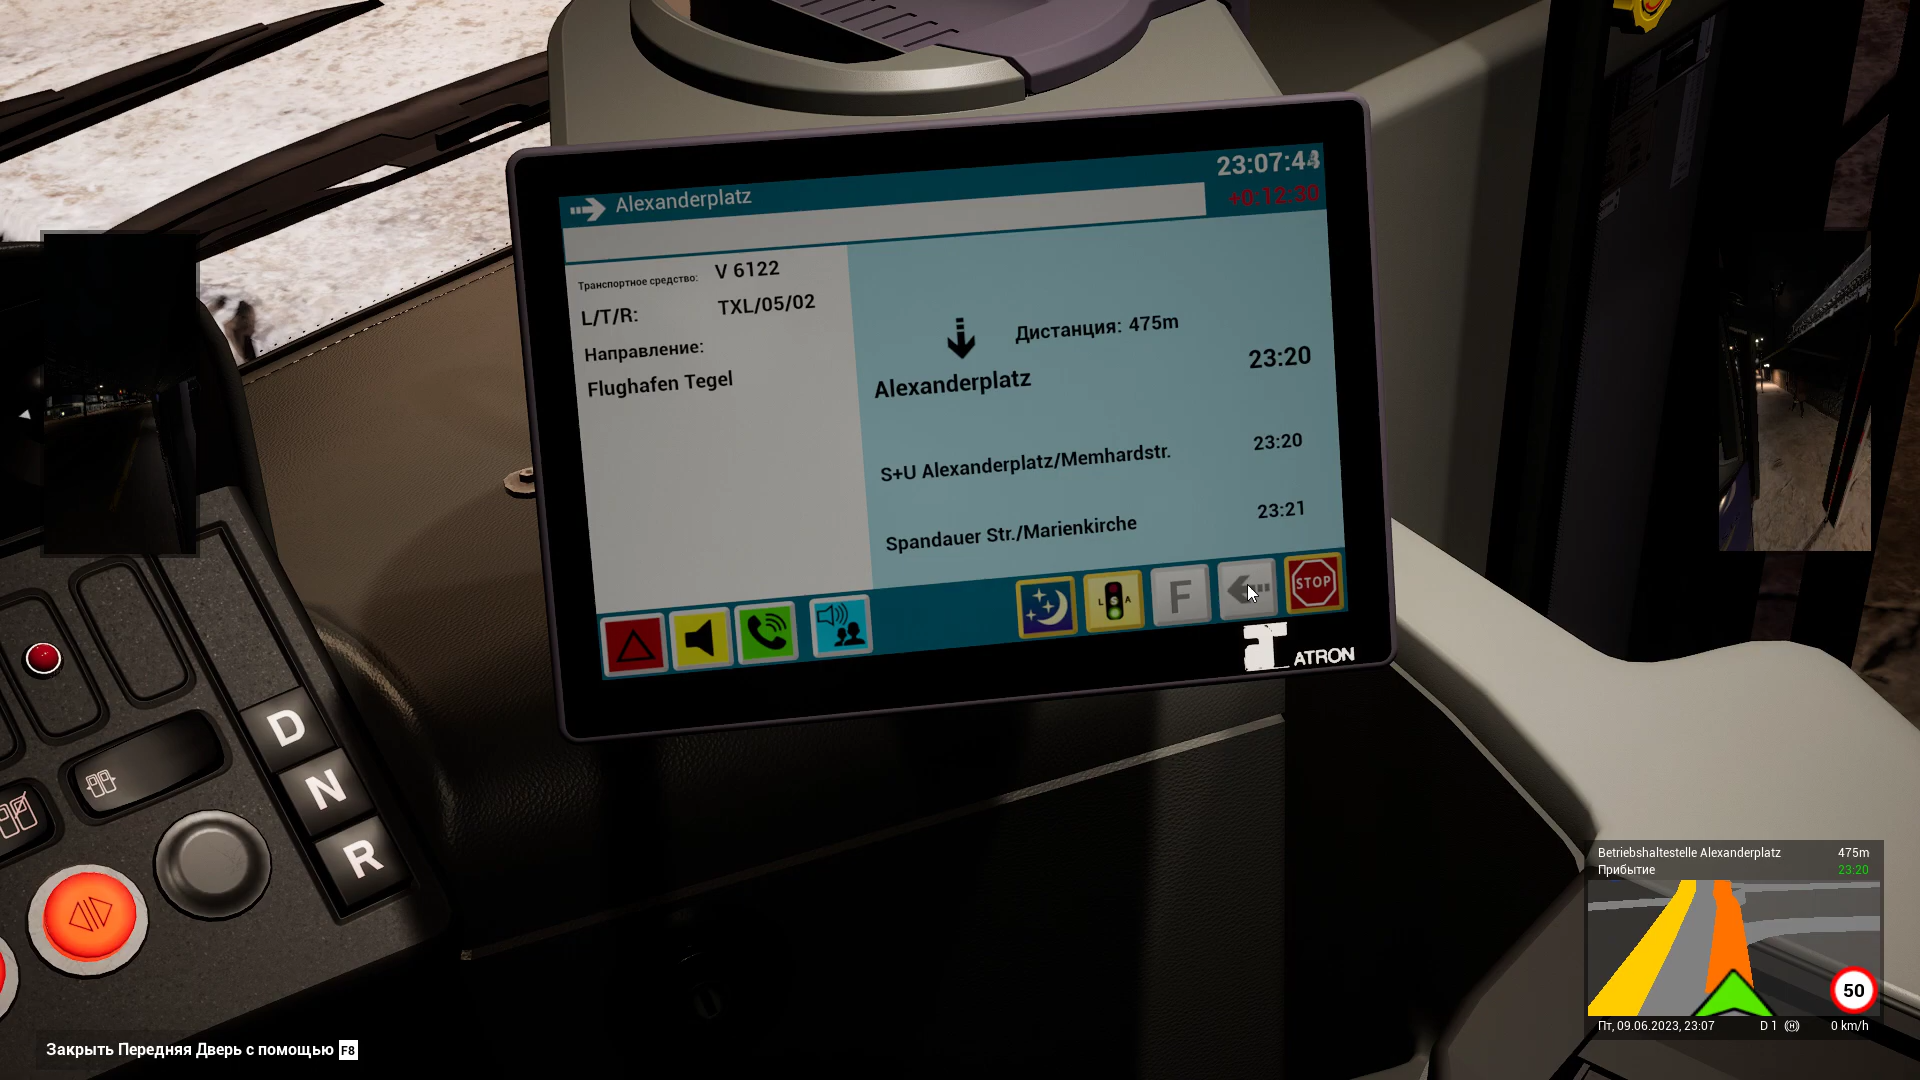 Alexanderplatz
23:07:44
+0:12:30
Транспортное средство: V 6122
L/T/R: TXL/05/02
Направление:
Flughafen Tegel
Дистанция: 475m
Alexanderplatz 23:20
S+U Alexanderplatz/Memhardstr. 23:20
Spandauer Str./Marienkirche 23:21
L S A
F
STOP
ATRON
D
N
R
Betriebshaltestelle Alexanderplatz 475m
Прибытие 23:20
50
Пт, 09.06.2023, 23:07 D 1 (H) 0 km/h
Закрыть Передняя Дверь с помощью F8